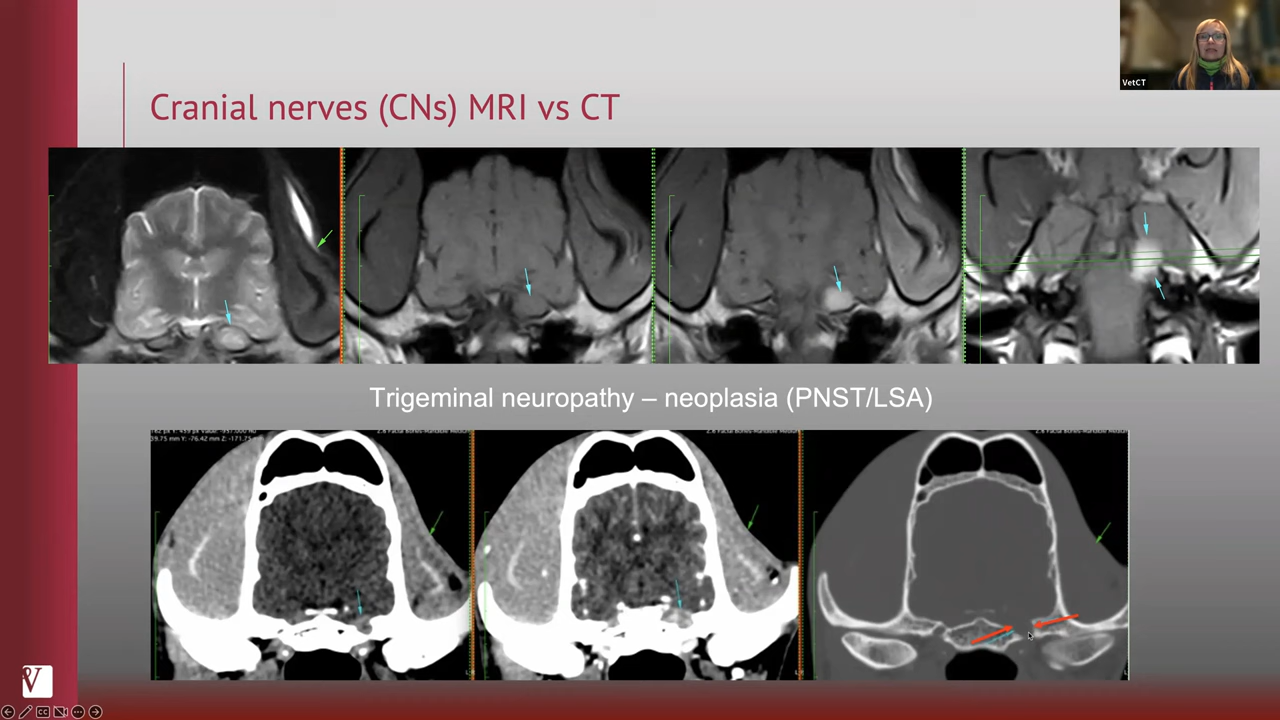 VetCT
Cranial nerves (CNs) MRI vs CT
Trigeminal neuropathy – neoplasia (PNST/LSA)
V